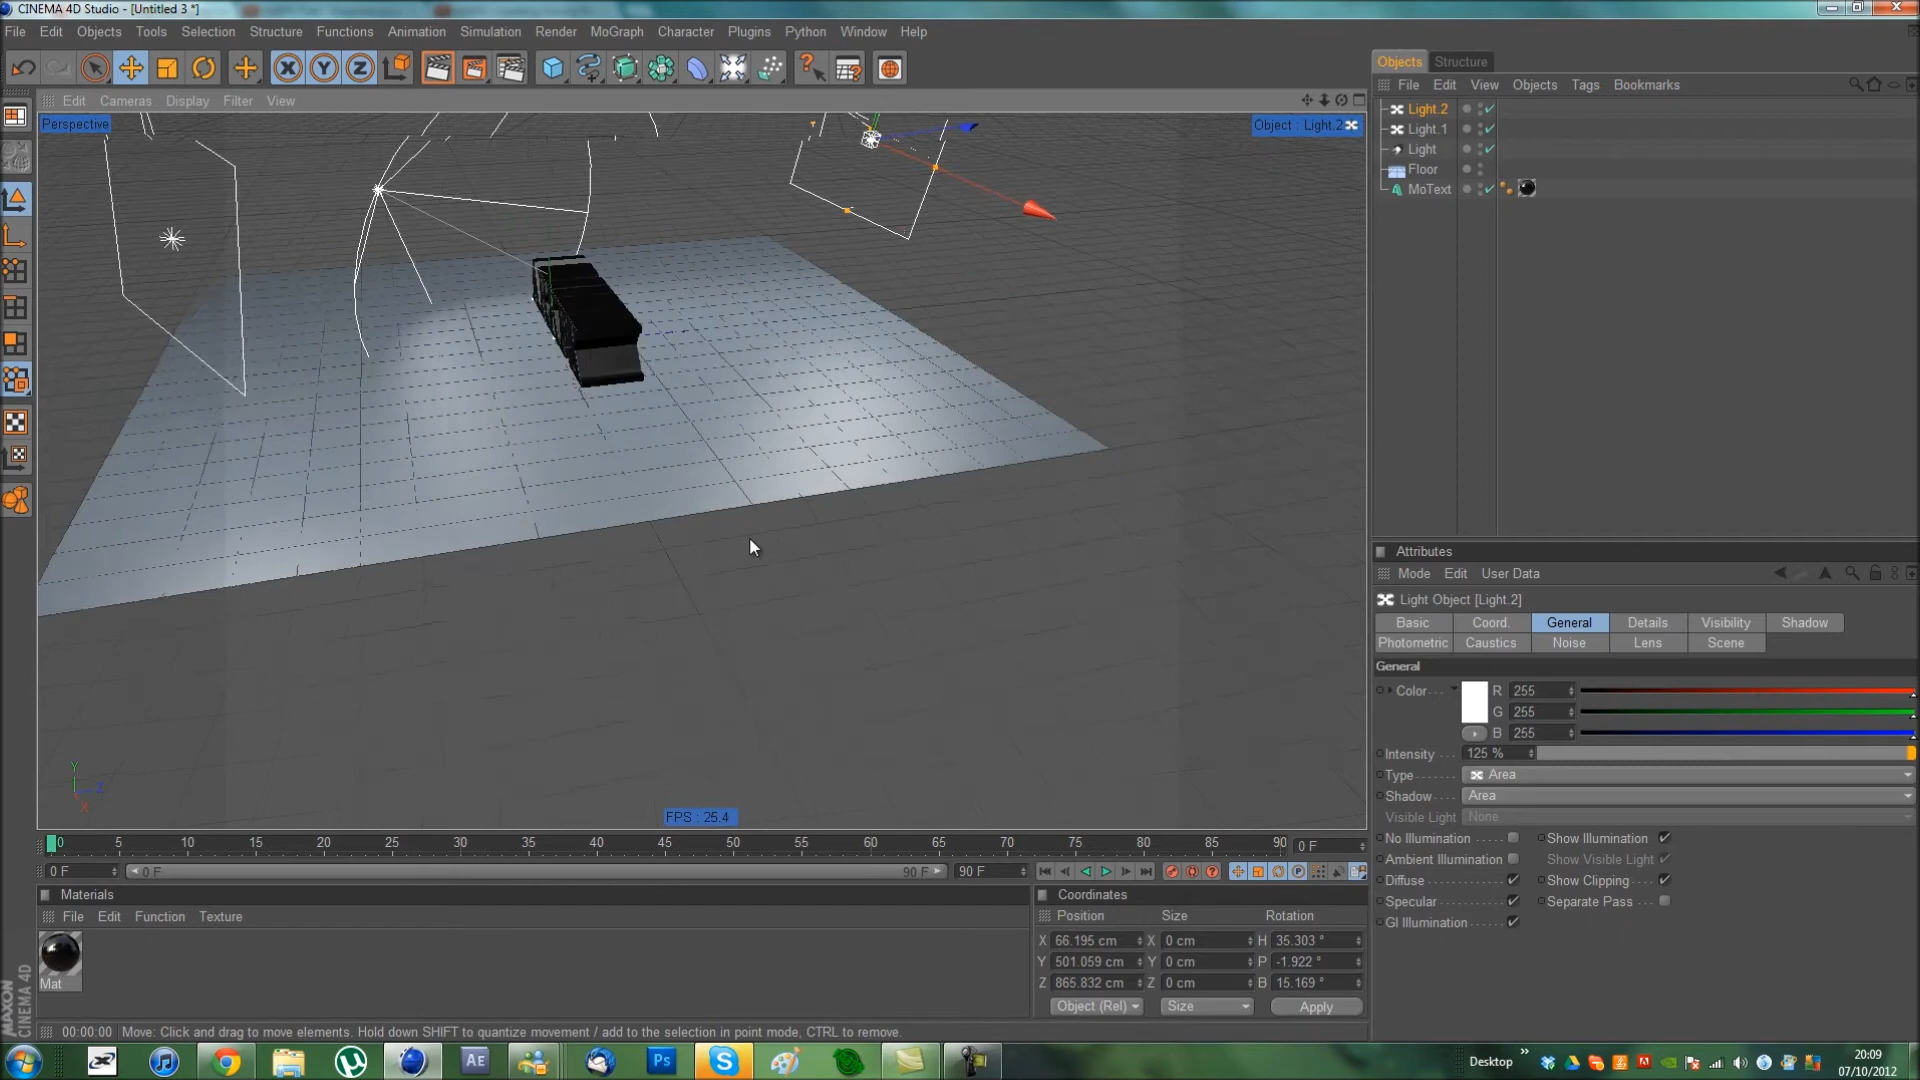 CINEMA 4D Studio - [Untitled 3 *]
File Edit Objects Tools Selection Structure Functions Animation Simulation Render MoGraph Character Plugins Python Window Help
Objects Structure
File Edit View Objects Tags Bookmarks
Light.2
Light.1
Light
Floor
MoText
Edit Cameras Display Filter View
Perspective
Object : Light.2
FPS : 25.4
Attributes
Mode Edit User Data
Light Object [Light.2]
Basic Coord. General Details Visibility Shadow
Photometric Caustics Noise Lens Scene
General
Color R 255
G 255
B 255
Intensity 125 %
Type Area
Shadow Area
Visible Light None
No Illumination Show Illumination
Ambient Illumination Show Visible Light
Diffuse Show Clipping
Specular Separate Pass
GI Illumination
0 5 10 15 20 25 30 35 40 45 50 55 60 65 70 75 80 85 90 0 F
0 F 0 F 90 F 90 F
Materials
File Edit Function Texture
Mat
Coordinates
Position Size Rotation
X 66.195 cm X 0 cm H 35.303 °
Y 501.059 cm Y 0 cm P -1.922 °
Z 865.832 cm Z 0 cm B 15.169 °
Object (Rel) Size Apply
MAXON
CINEMA 4D
00:00:00 Move: Click and drag to move elements. Hold down SHIFT to quantize movement / add to the selection in point mode, CTRL to remove.
AE Ps Desktop » 20:09
07/10/2012